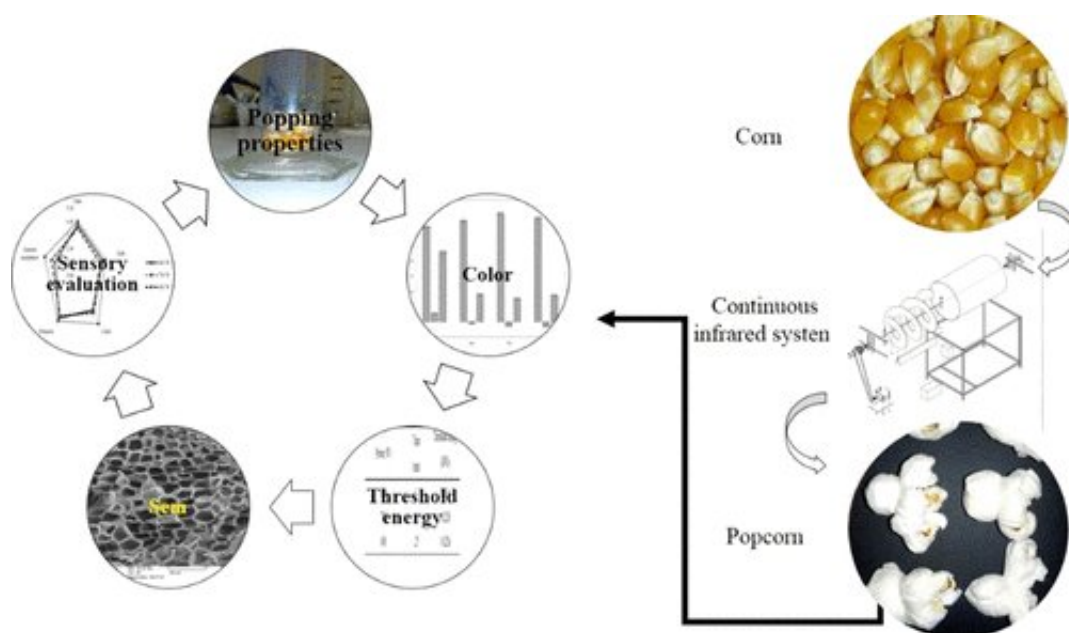 Popping
properties
Corn
Sensory
evaluation
Color
Continuous
infrared systen
Sem
Threshold
energy
Popcorn